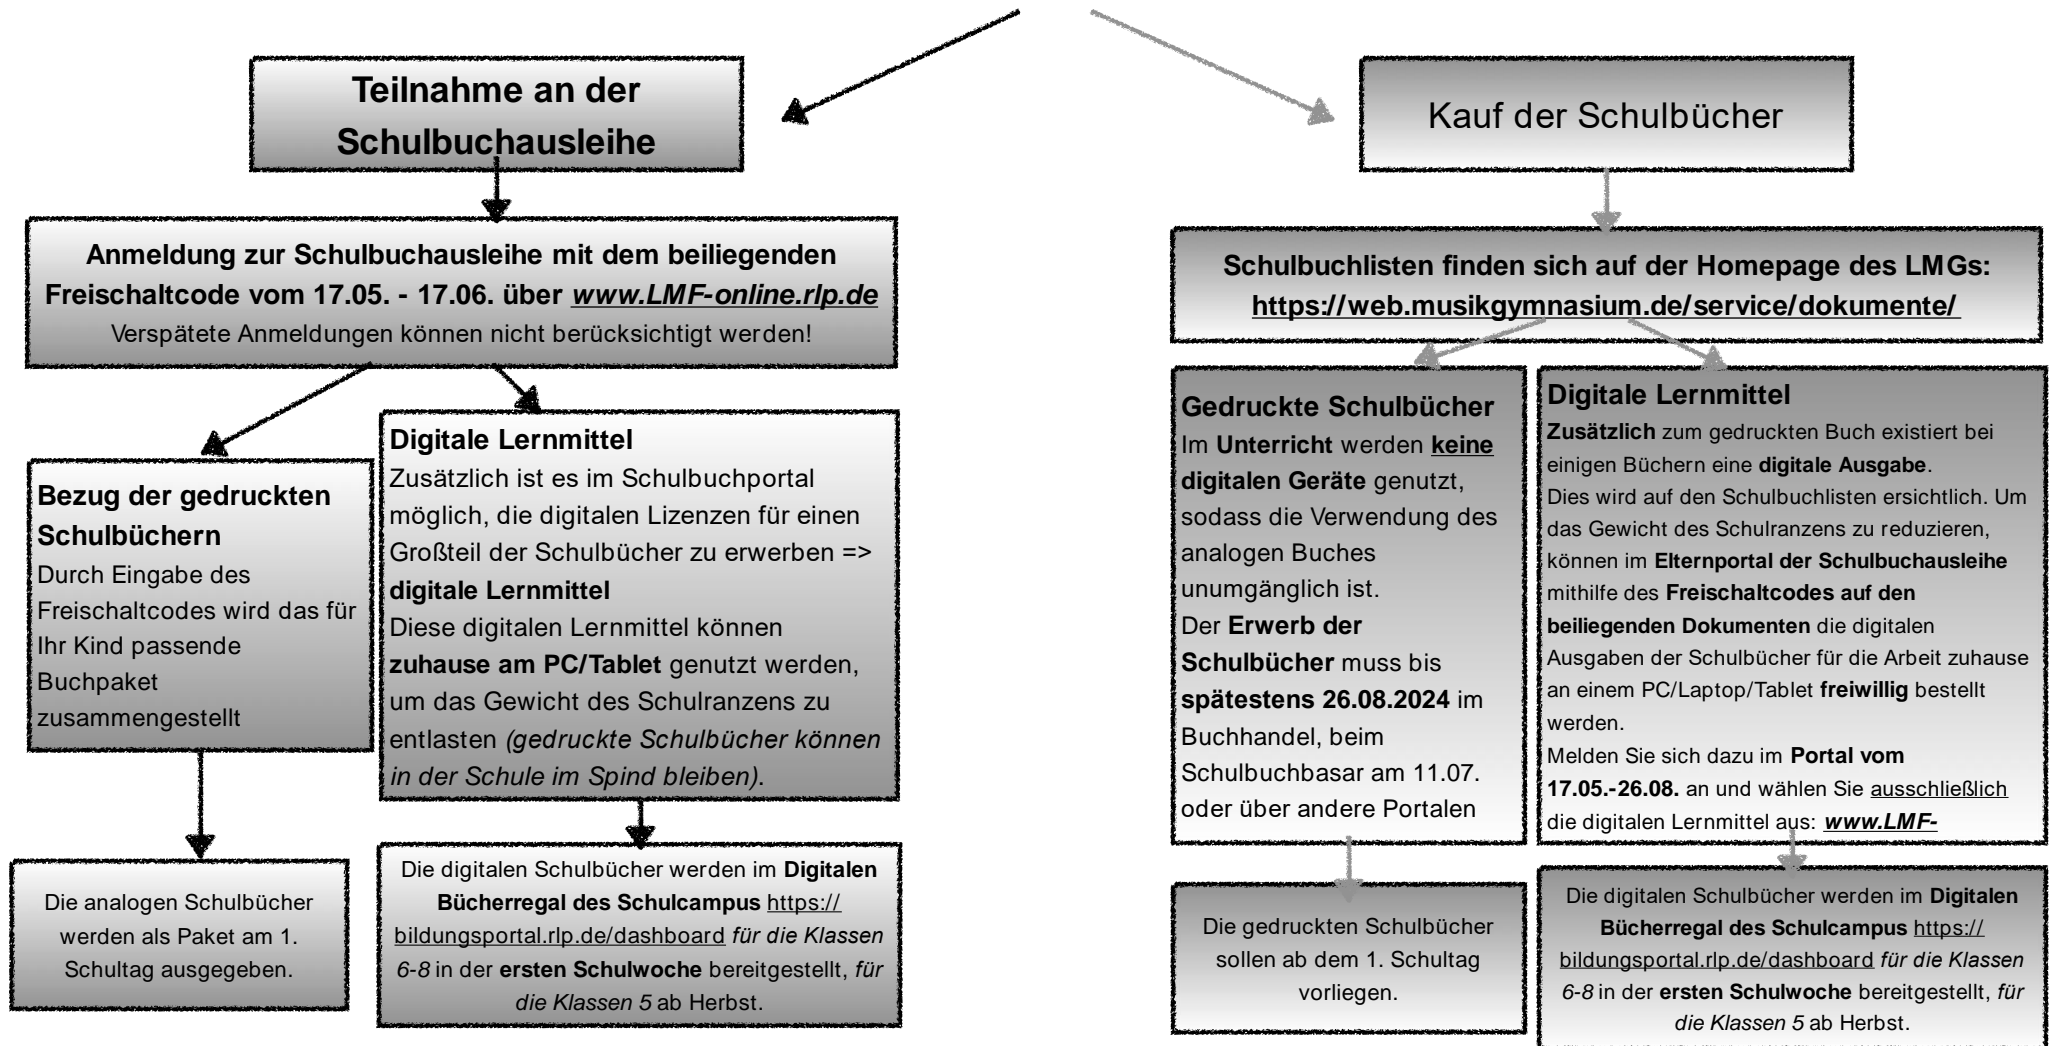 Teilnahme an der
Schulbuchausleihe
Anmeldung zur Schulbuchausleihe mit dem beiliegenden
Freischaltcode vom 17.05. - 17.06. über www.LMF-online.rlp.de
Verspätete Anmeldungen können nicht berücksichtigt werden!
Bezug der gedruckten
Schulbüchern
Durch Eingabe des
Freischaltcodes wird das für
Ihr Kind passende
Buchpaket
zusammengestellt
Die analogen Schulbücher
werden als Paket am 1.
Schultag ausgegeben.
Digitale Lernmittel
Zusätzlich ist es im Schulbuchportal
möglich, die digitalen Lizenzen für einen
Großteil der Schulbücher zu erwerben =>
digitale Lernmittel
Diese digitalen Lernmittel können
zuhause am PC/Tablet genutzt werden,
um das Gewicht des Schulranzens zu
entlasten (gedruckte Schulbücher können
in der Schule im Spind bleiben).
Die digitalen Schulbücher werden im Digitalen
Bücherregal des Schulcampus https://
bildungsportal.rlp.de/dashboard für die Klassen
6-8 in der ersten Schulwoche bereitgestellt, für
die Klassen 5 ab Herbst.
Kauf der Schulbücher
Schulbuchlisten finden sich auf der Homepage des LMGs:
https://web.musikgymnasium.de/service/dokumente/
Gedruckte Schulbücher
Im Unterricht werden keine
digitalen Geräte genutzt,
sodass die Verwendung des
analogen Buches
unumgänglich ist.
Der Erwerb der
Schulbücher muss bis
spätestens 26.08.2024 im
Buchhandel, beim
Schulbuchbasar am 11.07.
oder über andere Portalen
Die gedruckten Schulbücher
sollen ab dem 1. Schultag
vorliegen.
Digitale Lernmittel
Zusätzlich zum gedruckten Buch existiert bei
einigen Büchern eine digitale Ausgabe.
Dies wird auf den Schulbuchlisten ersichtlich. Um
das Gewicht des Schulranzens zu reduzieren,
können im Elternportal der Schulbuchausleihe
mithilfe des Freischaltcodes auf den
beiliegenden Dokumenten die digitalen
Ausgaben der Schulbücher für die Arbeit zuhause
an einem PC/Laptop/Tablet freiwillig bestellt
werden.
Melden Sie sich dazu im Portal vom
17.05.-26.08. an und wählen Sie ausschließlich
die digitalen Lernmittel aus: www.LMF-
Die digitalen Schulbücher werden im Digitalen
Bücherregal des Schulcampus https://
bildungsportal.rlp.de/dashboard für die Klassen
6-8 in der ersten Schulwoche bereitgestellt, für
die Klassen 5 ab Herbst.